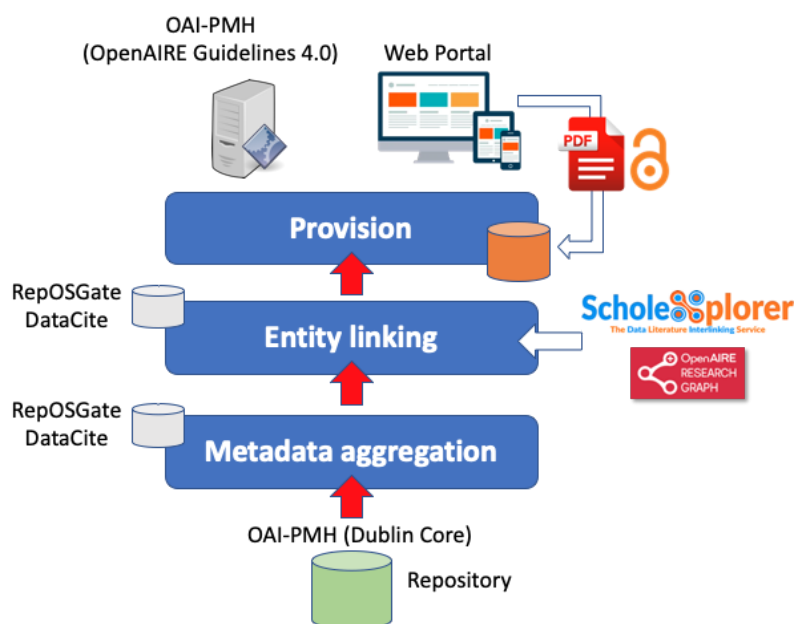 OAI-PMH
(OpenAIRE Guidelines 4.0)
Web Portal
PDF
Provision
RepOSGate
DataCite
Entity linking
Scholexplorer
The Data Literature Interlinking Service
OpenAIRE
RESEARCH
GRAPH
RepOSGate
DataCite
Metadata aggregation
OAI-PMH (Dublin Core)
Repository